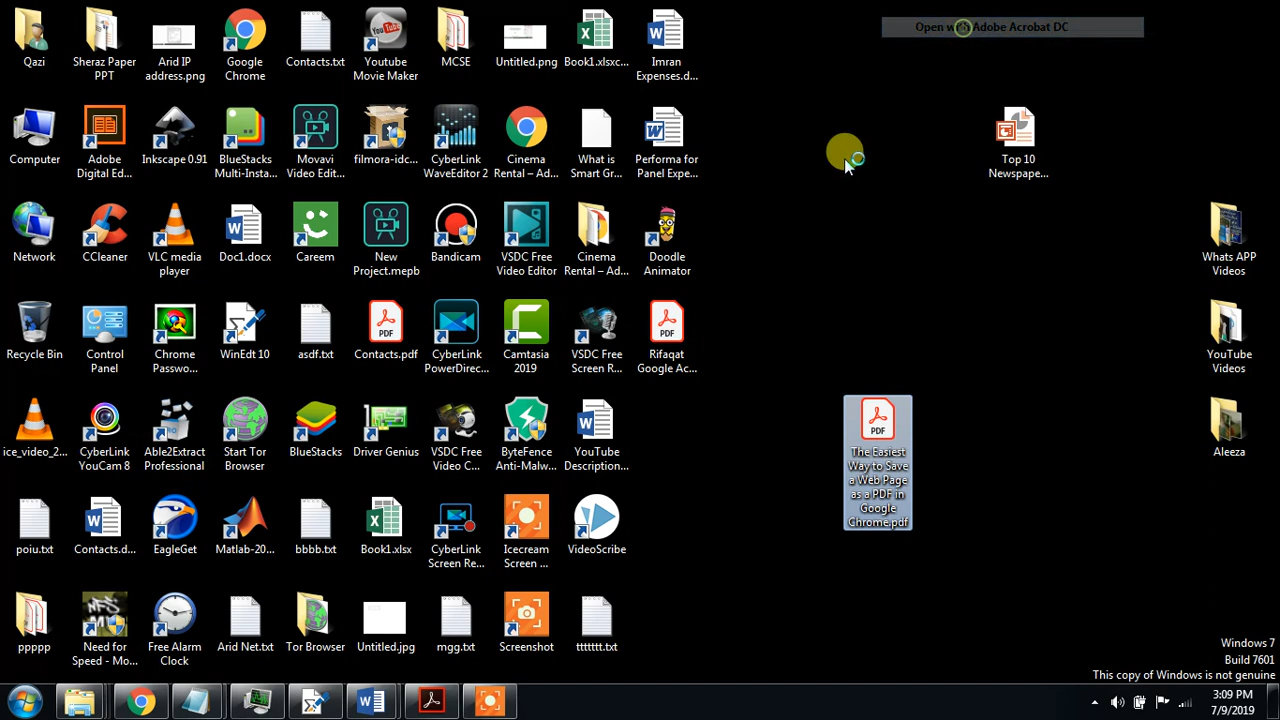 Qazi
Sheraz Paper
PPT
Arid IP
address.png
Google
Chrome
Contacts.txt
Youtube
Movie Maker
MCSE
Untitled.png
Book1.xlsxc...
Imran
Expenses.d...
Open with Adobe Acrobat DC
Computer
Adobe
Digital Ed...
Inkscape 0.91
BlueStacks
Multi-Insta...
Movavi
Video Edit...
filmora-idc...
CyberLink
WaveEditor 2
Cinema
Rental – Ad...
What is
Smart Gr...
Performa for
Panel Expe...
Top 10
Newspape...
Network
CCleaner
VLC media
player
Doc1.docx
Careem
New
Project.mepb
Bandicam
VSDC Free
Video Editor
Cinema
Rental – Ad...
Doodle
Animator
Whats APP
Videos
Recycle Bin
Control
Panel
Chrome
Passwo...
WinEdt 10
asdf.txt
PDF
Contacts.pdf
CyberLink
PowerDirec...
Camtasia
2019
VSDC Free
Screen R...
PDF
Rifaqat
Google Ac...
YouTube
Videos
ice_video_2...
CyberLink
YouCam 8
Able2Extract
Professional
Start Tor
Browser
BlueStacks
Driver Genius
VSDC Free
Video C...
ByteFence
Anti-Malw...
YouTube
Description...
PDF
The Easiest
Way to Save
a Web Page
as a PDF in
Google
Chrome.pdf
Aleeza
poiu.txt
Contacts.d...
EagleGet
Matlab-20...
bbbb.txt
Book1.xlsx
CyberLink
Screen Re...
Icecream
Screen ...
VideoScribe
ppppp
Need for
Speed - Mo...
Free Alarm
Clock
Arid Net.txt
Tor Browser
Untitled.jpg
mgg.txt
Screenshot
ttttttt.txt
Windows 7
Build 7601
This copy of Windows is not genuine
3:09 PM
7/9/2019